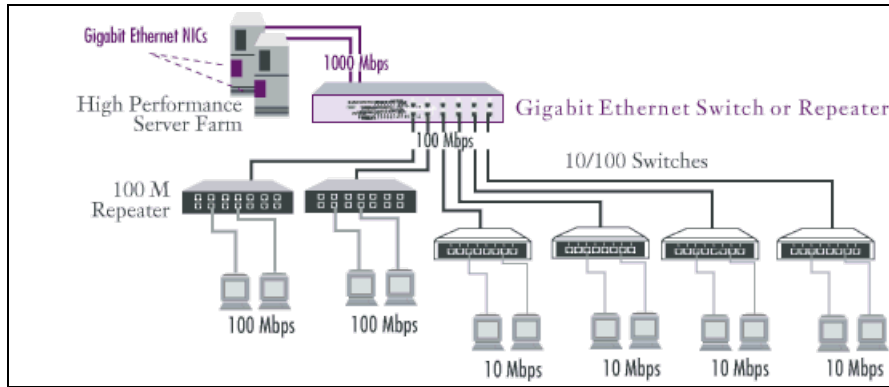 Gigabit Ethernet NICs
1000 Mbps
High Performance
Server Farm
Gigabit Ethernet Switch or Repeater
100 Mbps
10/100 Switches
100 M
Repeater
100 Mbps
100 Mbps
10 Mbps
10 Mbps
10 Mbps
10 Mbps